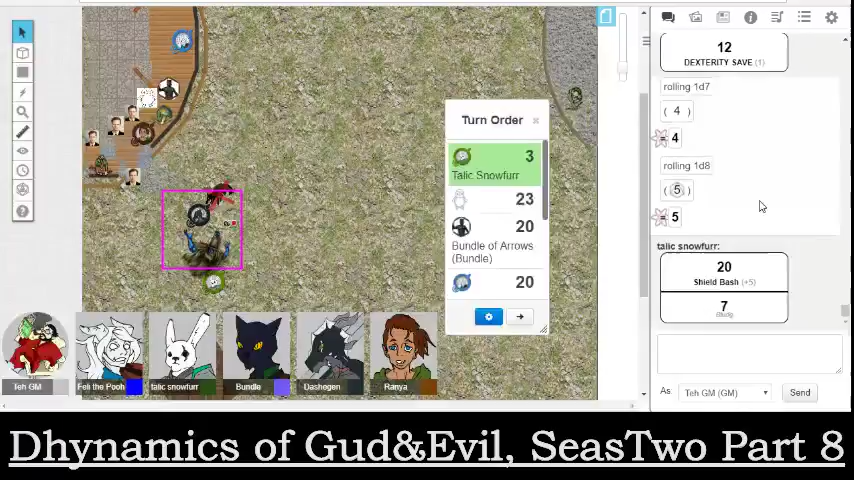 12
DEXTERITY SAVE (1)
rolling 1d7
( 4 )
= 4
rolling 1d8
( 5 )
= 5
talic snowfurr:
20
Shield Bash (+5)
7
Bludg
As:
Teh GM (GM)
Send
Turn Order
3
Talic Snowfurr
23
20
Bundle of Arrows
(Bundle)
20
Teh GM
Feli the Pooh
talic snowfurr
Bundle
Dashegen
Ranya
Dhynamics of Gud&Evil, SeasTwo Part 8